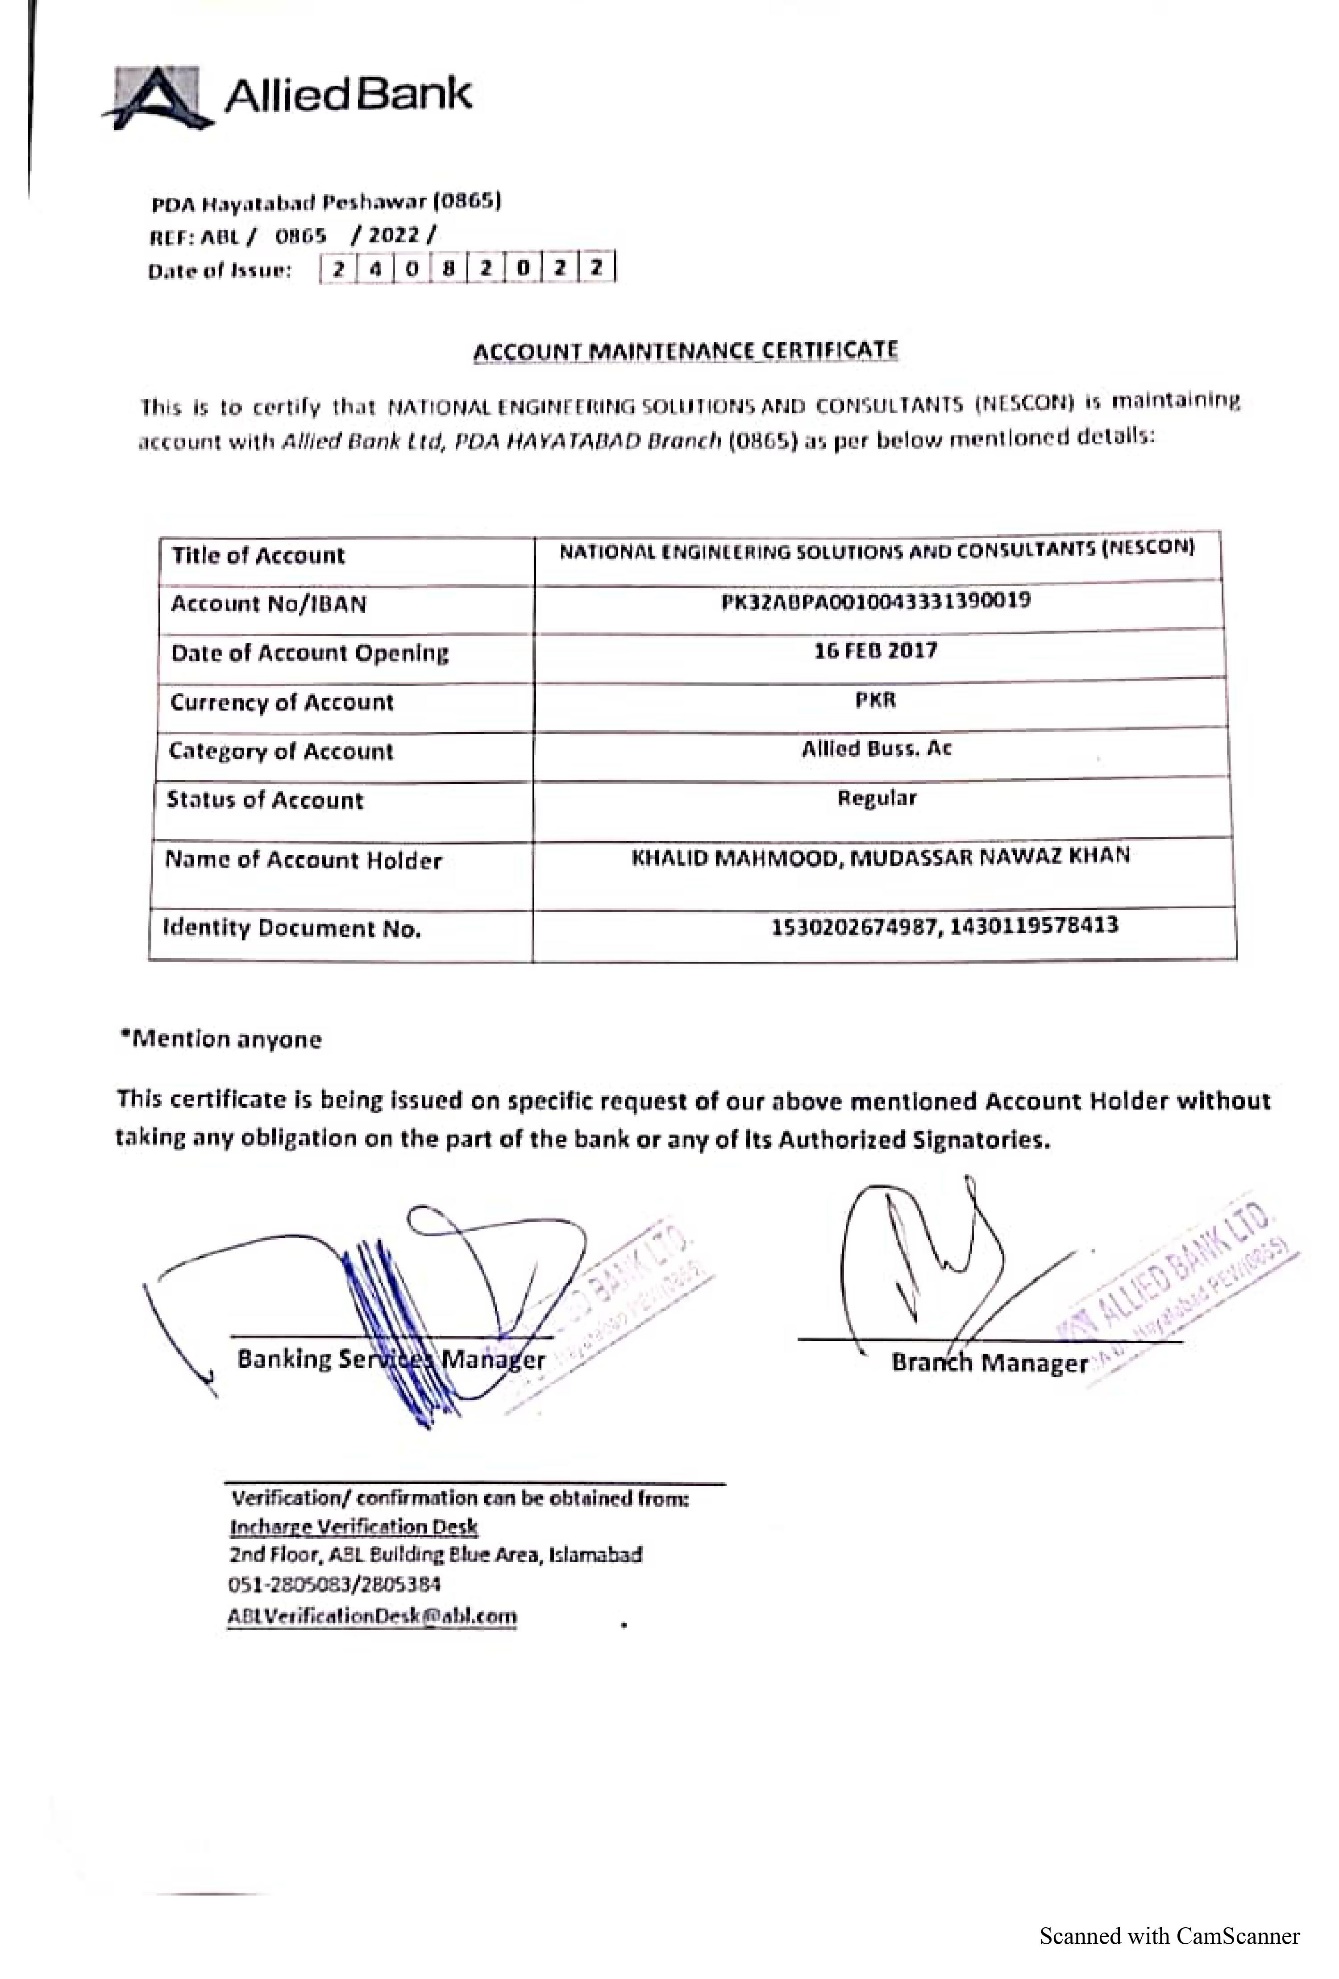 Allied Bank
PDA Hayatabad Peshawar (0865)
REF: ABL / 0865 / 2022 /
Date of Issue: 2 4 0 8 2 0 2 2
ACCOUNT MAINTENANCE CERTIFICATE
This is to certify that NATIONAL ENGINEERING SOLUTIONS AND CONSULTANTS (NESCON) is maintaining
account with Allied Bank Ltd, PDA HAYATABAD Branch (0865) as per below mentioned details:
Title of Account NATIONAL ENGINEERING SOLUTIONS AND CONSULTANTS (NESCON)
Account No/IBAN PK32ABPA0010043331390019
Date of Account Opening 16 FEB 2017
Currency of Account PKR
Category of Account Allied Buss. Ac
Status of Account Regular
Name of Account Holder KHALID MAHMOOD, MUDASSAR NAWAZ KHAN
Identity Document No. 1530202674987, 1430119578413
*Mention anyone
This certificate is being issued on specific request of our above mentioned Account Holder without
taking any obligation on the part of the bank or any of its Authorized Signatories.
BANK LTD.
ALLIED BANK LTD.
Hayatabad PEW(0865)
Banking Services Manager
Branch Manager
Verification/ confirmation can be obtained from:
Incharge Verification Desk
2nd Floor, ABL Building Blue Area, Islamabad
051-2805083/2805384
ABLVerificationDesk@abl.com
Scanned with CamScanner